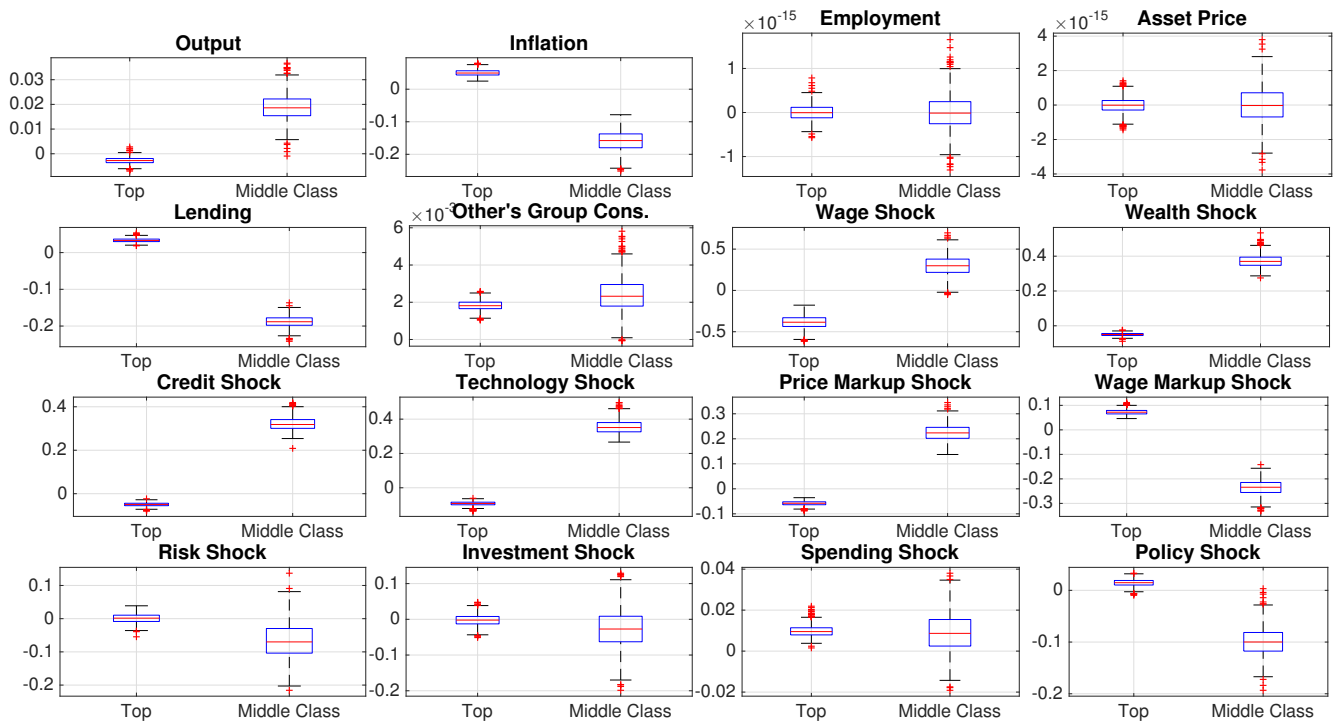 Output
0.03
0.02
0.01
0
Top Middle Class
Inflation
0
-0.1
-0.2
Top Middle Class
×10⁻¹⁵ Employment
1
0
-1
Top Middle Class
×10⁻¹⁵ Asset Price
4
2
0
-2
-4
Top Middle Class
Lending
0
-0.1
-0.2
Top Middle Class
×10⁻³ Other's Group Cons.
6
4
2
0
Top Middle Class
Wage Shock
0.5
0
-0.5
Top Middle Class
Wealth Shock
0.4
0.2
0
Top Middle Class
Credit Shock
0.4
0.2
0
Top Middle Class
Technology Shock
0.4
0.2
0
Top Middle Class
Price Markup Shock
0.3
0.2
0.1
0
-0.1
Top Middle Class
Wage Markup Shock
0.1
0
-0.1
-0.2
-0.3
Top Middle Class
Risk Shock
0.1
0
-0.1
-0.2
Top Middle Class
Investment Shock
0.1
0
-0.1
-0.2
Top Middle Class
Spending Shock
0.04
0.02
0
-0.02
Top Middle Class
Policy Shock
0
-0.1
-0.2
Top Middle Class